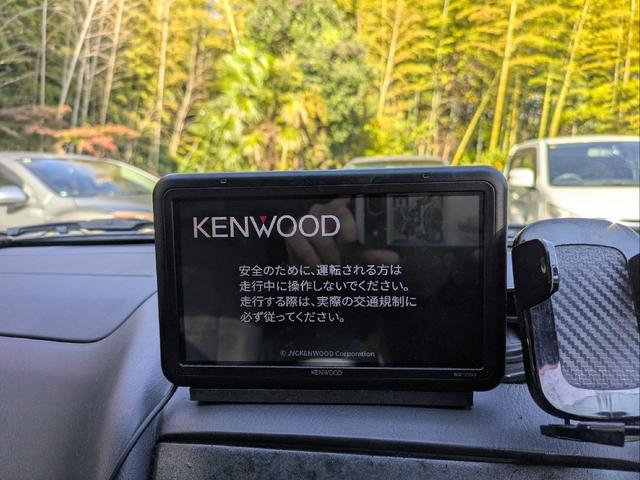 KENWOOD
安全のために、運転される方は
走行中に操作しないでください。
走行する際は、実際の交通規制に
必ず従ってください。
© JVCKENWOOD Corporation
KENWOOD